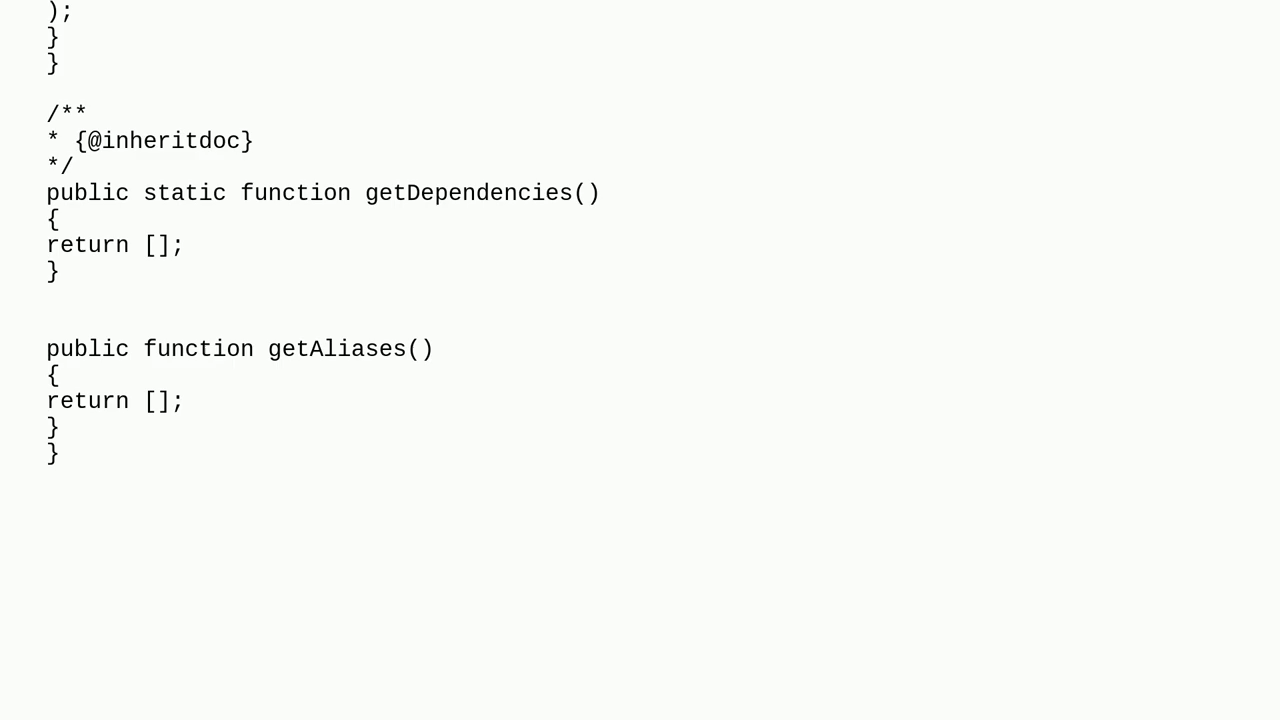 );
}
}
/**
* {@inheritdoc}
*/
public static function getDependencies()
{
return [];
}
public function getAliases()
{
return [];
}
}